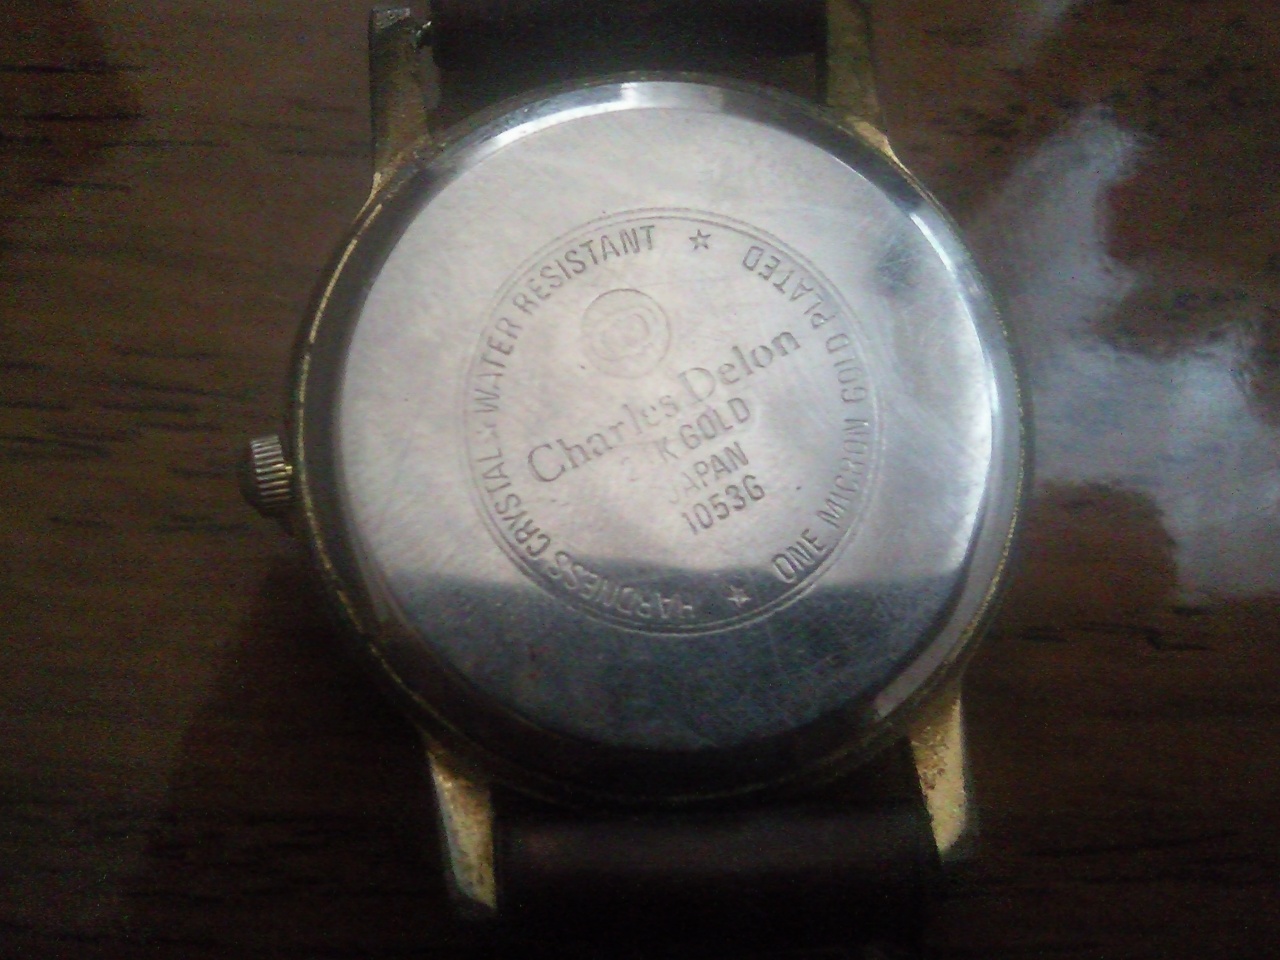 WATER RESISTANT ☆ ONE MICRON GOLD PLATED ☆ HARDNESS CRYSTAL
Charles Delon
K GOLD
JAPAN
1053G